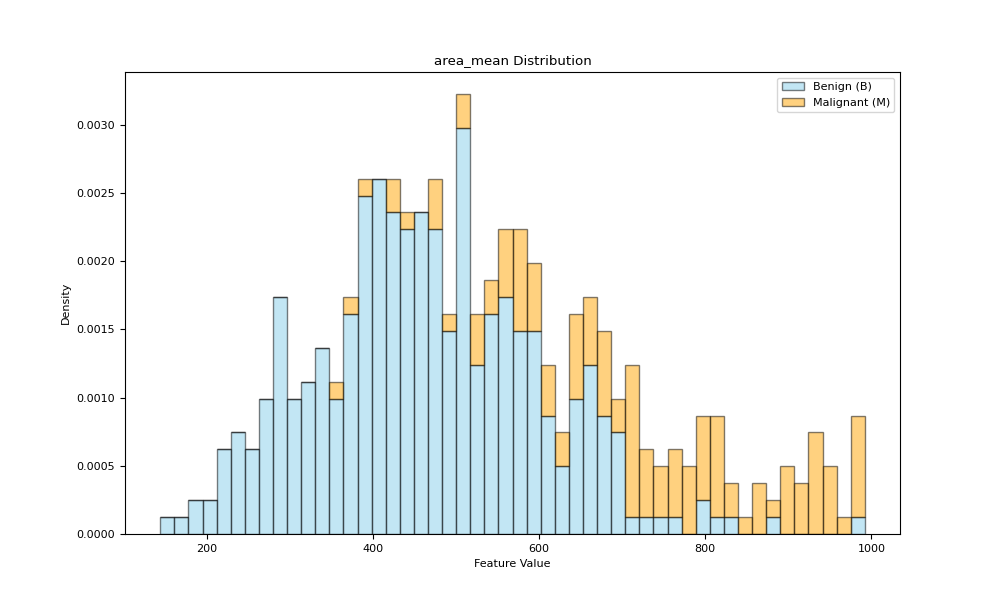 area_mean Distribution
Benign (B)
Malignant (M)
0.0030
0.0025
0.0020
0.0015
0.0010
0.0005
0.0000
Density
200 400 600 800 1000
Feature Value